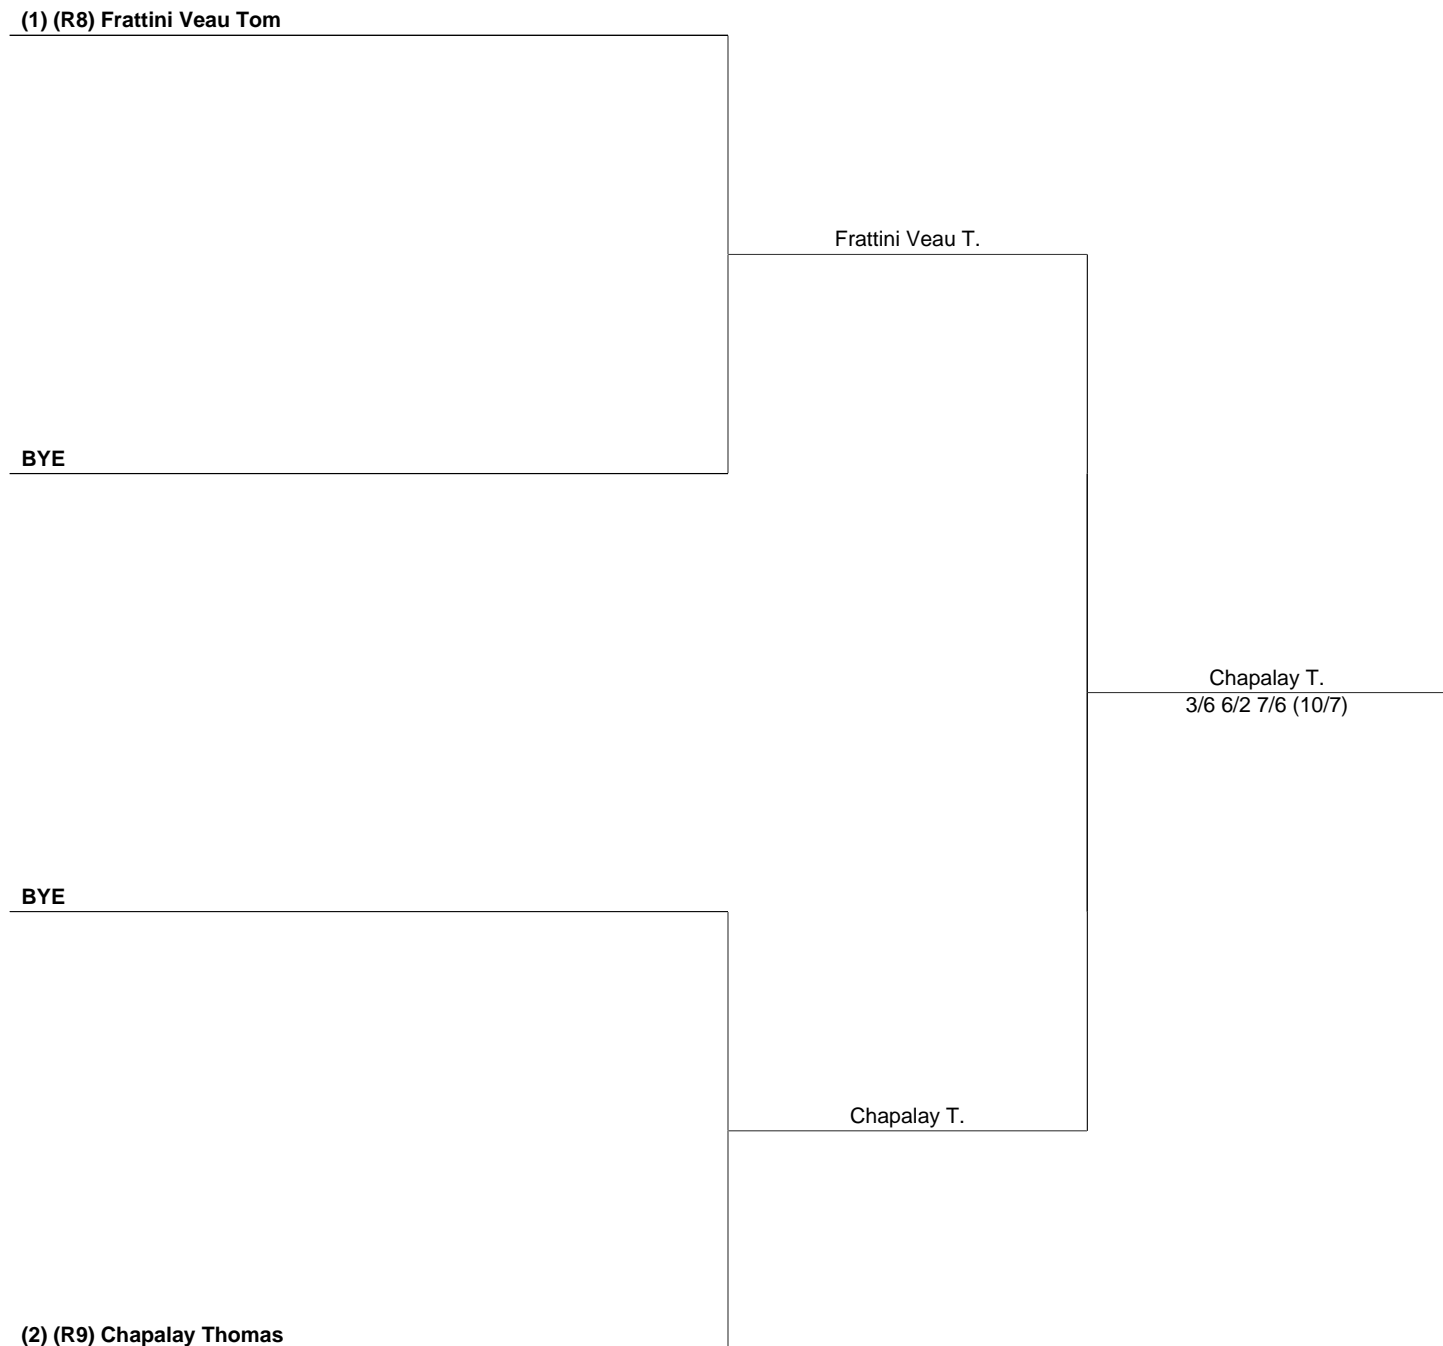 (1) (R8) Frattini Veau Tom
Frattini Veau T.
BYE
Chapalay T.
3/6 6/2 7/6 (10/7)
BYE
Chapalay T.
(2) (R9) Chapalay Thomas